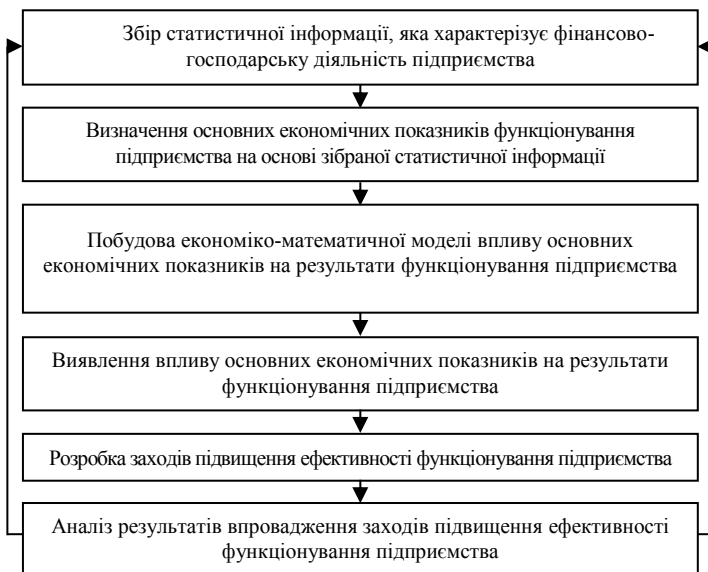 Збір статистичної інформації, яка характеризує фінансово-
господарську діяльність підприємства
Визначення основних економічних показників функціонування
підприємства на основі зібраної статистичної інформації
Побудова економіко-математичної моделі впливу основних
економічних показників на результати функціонування підприємства
Виявлення впливу основних економічних показників на результати
функціонування підприємства
Розробка заходів підвищення ефективності функціонування підприємства
Аналіз результатів впровадження заходів підвищення ефективності
функціонування підприємства